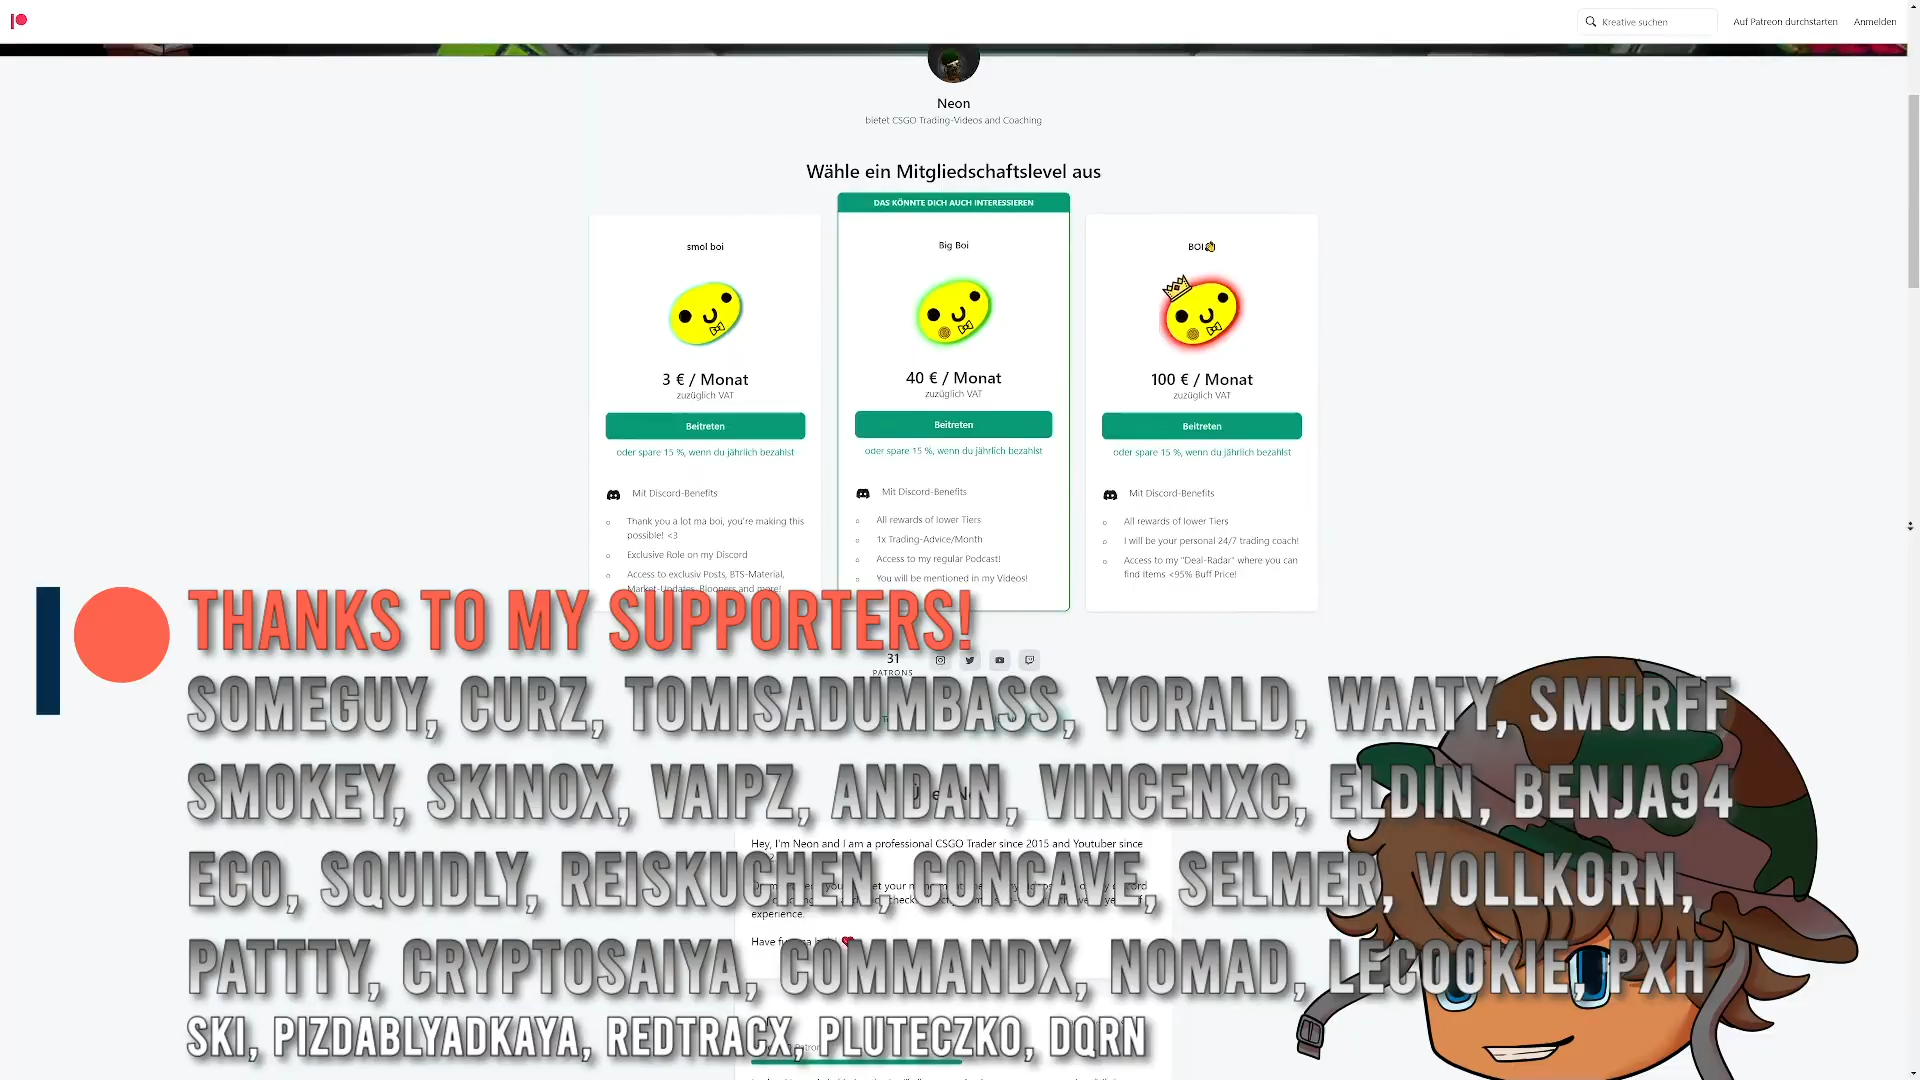 Kreative suchen
Auf Patreon durchstarten
Anmelden
Neon
bietet CSGO Trading-Videos and Coaching
Wähle ein Mitgliedschaftslevel aus
smol boi
3 € / Monat
zuzüglich VAT
Beitreten
oder spare 15 %, wenn du jährlich bezahlst
Mit Discord-Benefits
Thank you a lot ma boi, you're making this
possible! <3
Exclusive Role on my Discord
Access to exclusiv Posts, BTS-Material,
Market-Updates, Bloopers and more!
DAS KÖNNTE DICH AUCH INTERESSIEREN
Big Boi
40 € / Monat
zuzüglich VAT
Beitreten
oder spare 15 %, wenn du jährlich bezahlst
Mit Discord-Benefits
All rewards of lower Tiers
1x Trading-Advice/Month
Access to my regular Podcast!
You will be mentioned in my Videos!
BOI👏
100 € / Monat
zuzüglich VAT
Beitreten
oder spare 15 %, wenn du jährlich bezahlst
Mit Discord-Benefits
All rewards of lower Tiers
I will be your personal 24/7 trading coach!
Access to my "Deal-Radar" where you can
find Items <95% Buff Price!
THANKS TO MY SUPPORTERS!
31
PATRONS
SOMEGUY, CURZ, TOMISADUMBASS, YORALD, WAATY, SMURFF
SMOKEY, SKINOX, VAIPZ, ANDAN, VINCENXC, ELDIN, BENJA94
Hey, I'm Neon and I am a professional CSGO Trader since 2015 and Youtuber since
ECO, SQUIDLY, REISKUCHEN, CONCAVE, SELMER, VOLLKORN,
experience.
Have
PATTTY, CRYPTOSAIYA, COMMANDX, NOMAD, LECOOKIE, PXH
SKI, PIZDABLYADKAYA, REDTRACX, PLUTECZKO, DQRN